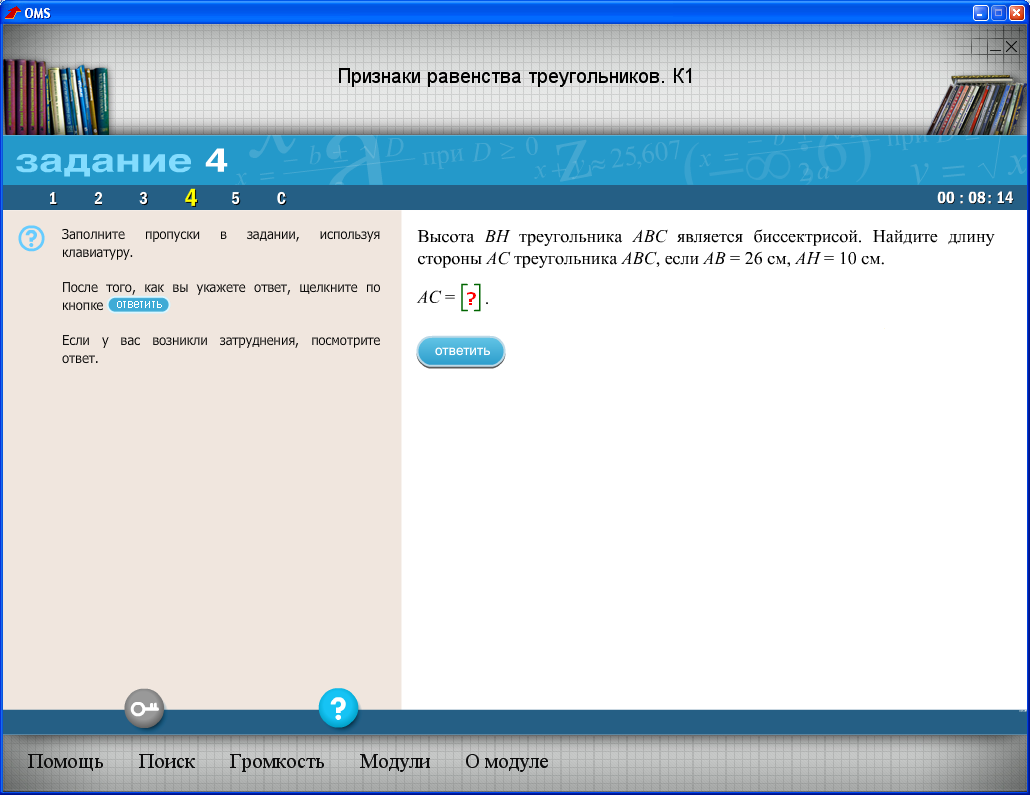 OMS
Признаки равенства треугольников. К1
задание 4
1 2 3 4 5 С
00 : 08: 14
Заполните пропуски в задании, используя
клавиатуру.
После того, как вы укажете ответ, щелкните по
кнопке ответить
Если у вас возникли затруднения, посмотрите
ответ.
Высота BH треугольника ABC является биссектрисой. Найдите длину
стороны AC треугольника ABC, если AB = 26 см, AH = 10 см.
AC = [?] .
ответить
Помощь Поиск Громкость Модули О модуле